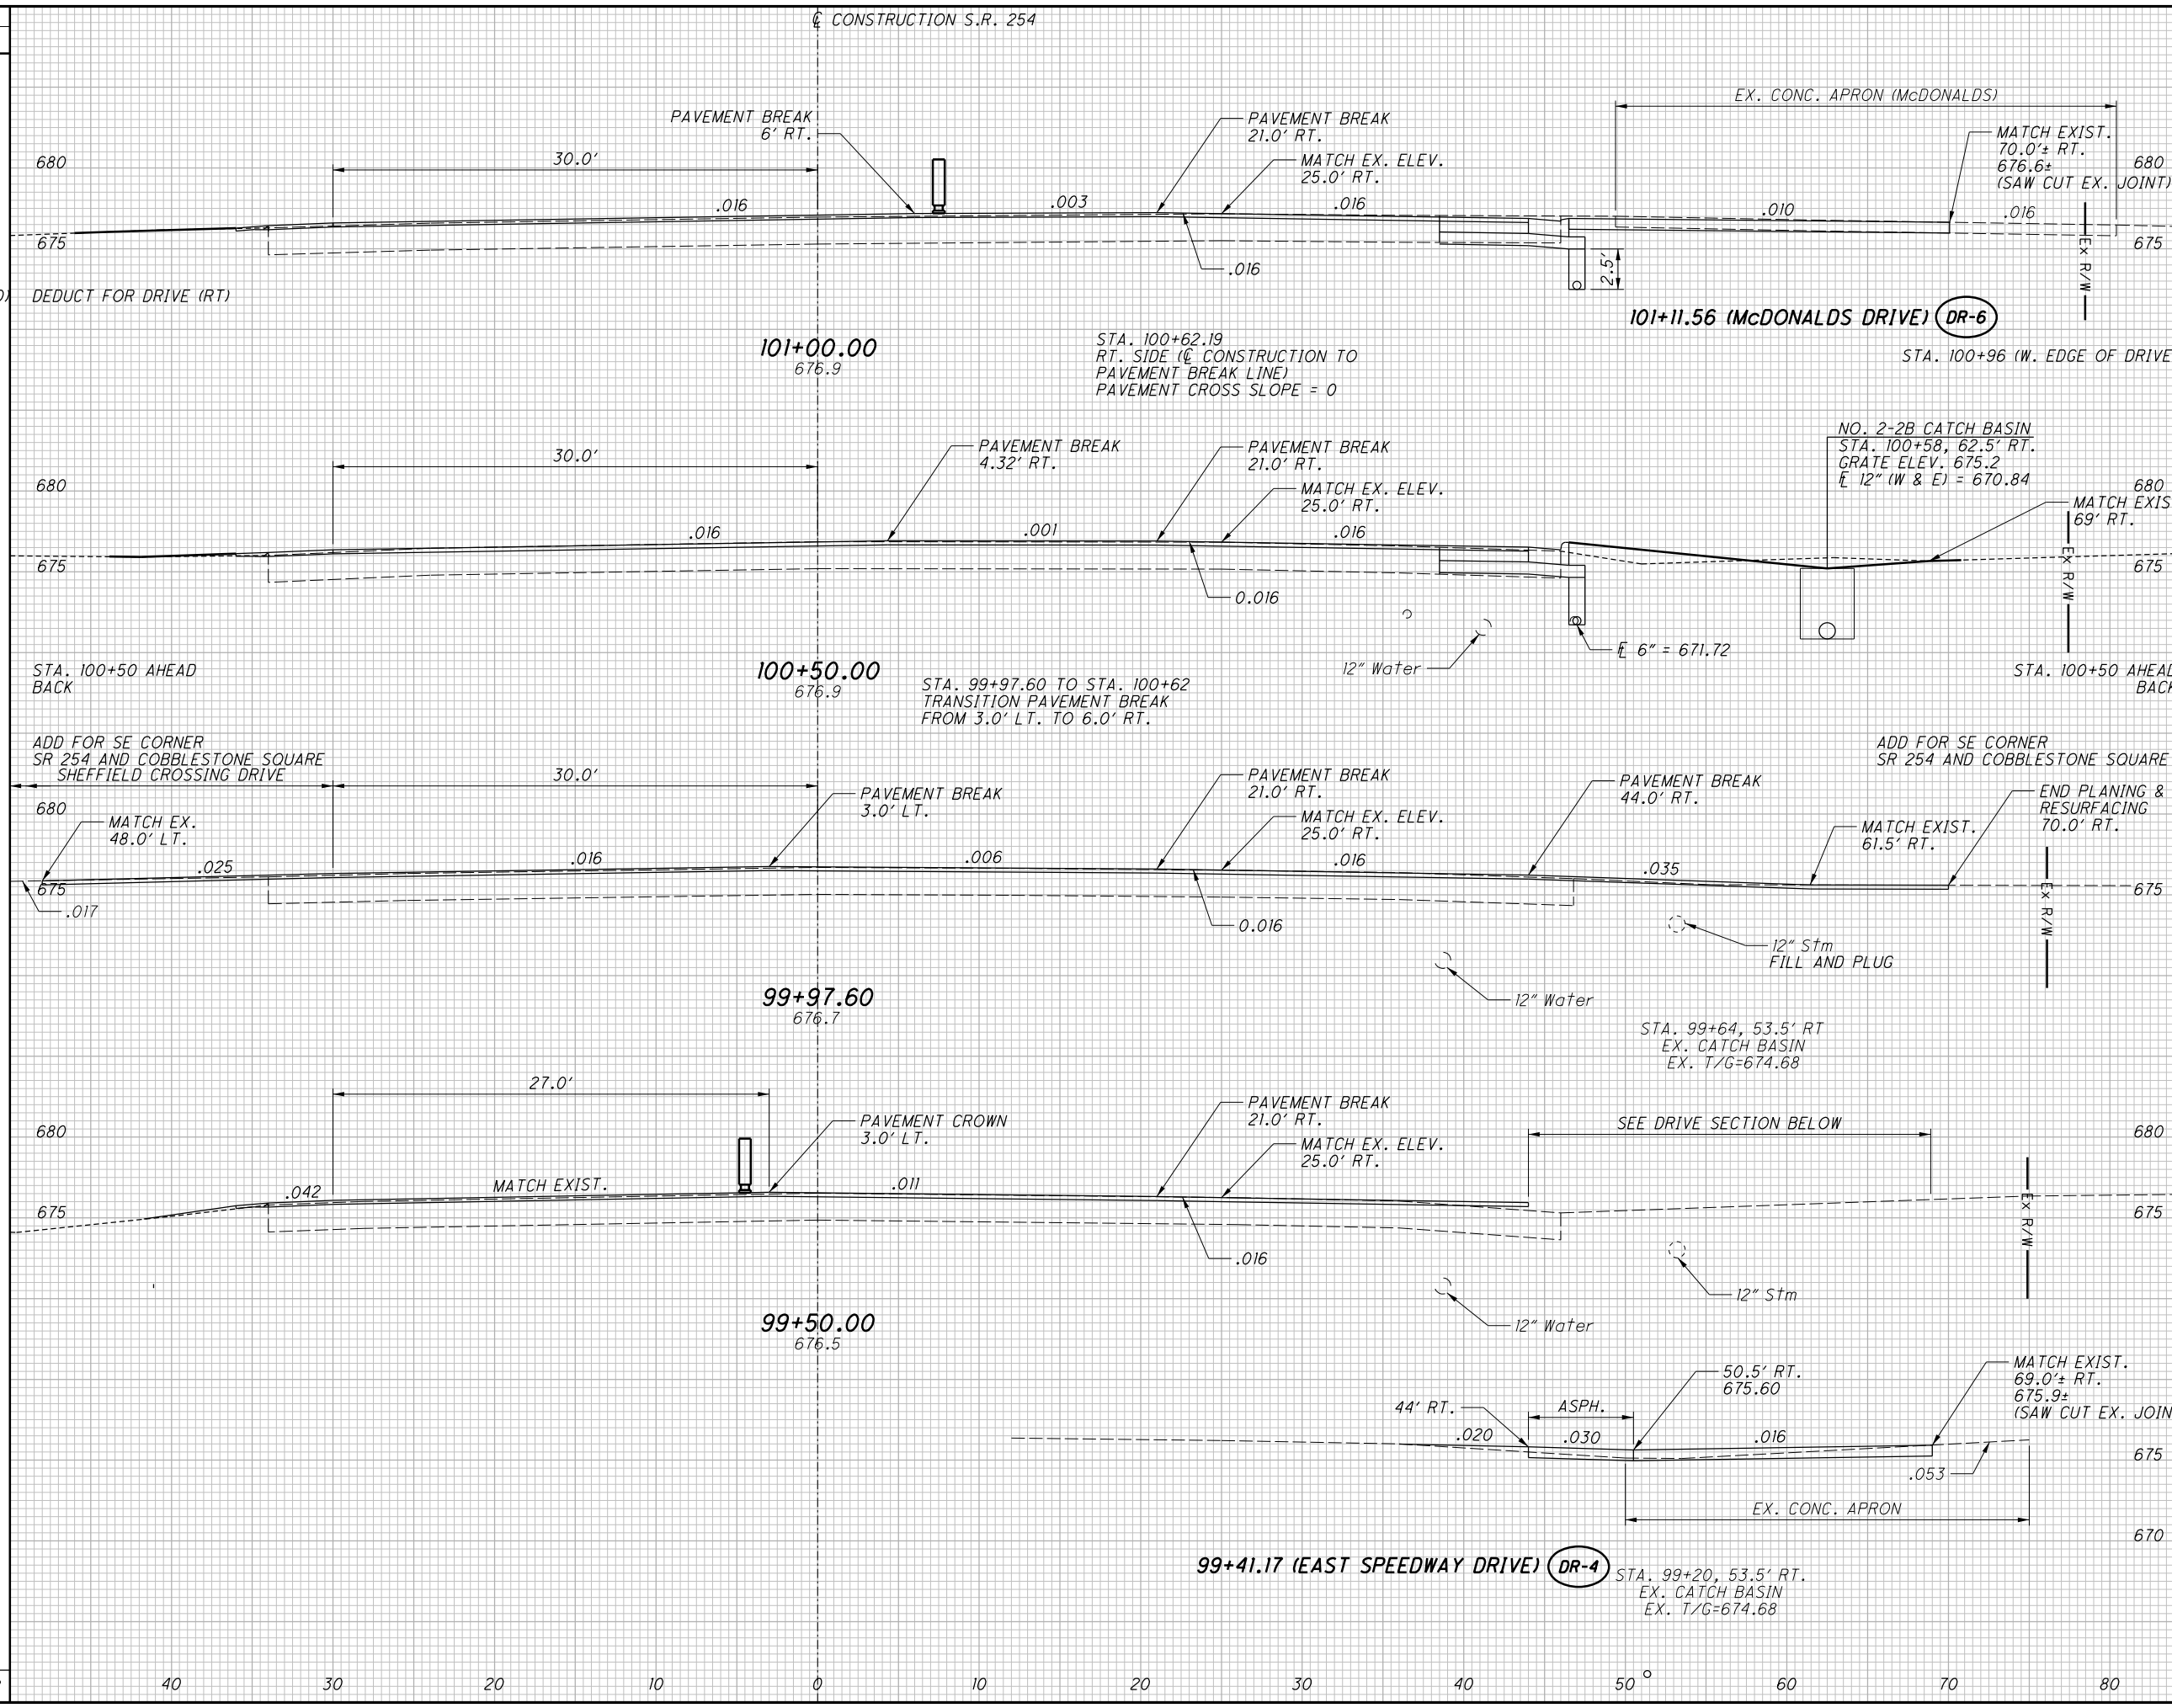 ℄ CONSTRUCTION S.R. 254
EX. CONC. APRON (McDONALDS)
PAVEMENT BREAK
6' RT.
PAVEMENT BREAK
21.0' RT.
MATCH EX. ELEV.
25.0' RT.
MATCH EXIST.
70.0'± RT.
676.6±
(SAW CUT EX. JOINT)
680
30.0'
680
.016
.003
.016
.010
.016
675
675
.016
2.5'
Ex R/W
DEDUCT FOR DRIVE (RT)
101+11.56 (McDONALDS DRIVE)
DR-6
101+00.00
676.9
STA. 100+62.19
RT. SIDE (℄ CONSTRUCTION TO
PAVEMENT BREAK LINE)
PAVEMENT CROSS SLOPE = 0
STA. 100+96 (W. EDGE OF DRIVE
NO. 2-2B CATCH BASIN
STA. 100+58, 62.5' RT.
GRATE ELEV. 675.2
12" (W & E) = 670.84
PAVEMENT BREAK
4.32' RT.
PAVEMENT BREAK
21.0' RT.
MATCH EX. ELEV.
25.0' RT.
30.0'
680
680
MATCH EXIS
69' RT.
.016
.001
.016
675
675
0.016
Ex R/W
12" Water
6" = 671.72
STA. 100+50 AHEAD
BACK
100+50.00
676.9
STA. 99+97.60 TO STA. 100+62
TRANSITION PAVEMENT BREAK
FROM 3.0' LT. TO 6.0' RT.
STA. 100+50 AHEAD
BACK
ADD FOR SE CORNER
SR 254 AND COBBLESTONE SQUARE
SHEFFIELD CROSSING DRIVE
ADD FOR SE CORNER
SR 254 AND COBBLESTONE SQUARE
30.0'
PAVEMENT BREAK
3.0' LT.
PAVEMENT BREAK
21.0' RT.
MATCH EX. ELEV.
25.0' RT.
PAVEMENT BREAK
44.0' RT.
MATCH EXIST.
61.5' RT.
END PLANING &
RESURFACING
70.0' RT.
680
MATCH EX.
48.0' LT.
.025
.016
.006
.016
.035
675
675
.017
0.016
Ex R/W
12" Stm
FILL AND PLUG
12" Water
99+97.60
676.7
STA. 99+64, 53.5' RT
EX. CATCH BASIN
EX. T/G=674.68
27.0'
PAVEMENT CROWN
3.0' LT.
PAVEMENT BREAK
21.0' RT.
MATCH EX. ELEV.
25.0' RT.
SEE DRIVE SECTION BELOW
680
680
.042
MATCH EXIST.
.011
675
675
.016
Ex R/W
12" Stm
12" Water
99+50.00
676.5
44' RT.
ASPH.
50.5' RT.
675.60
MATCH EXIST.
69.0'± RT.
675.9±
(SAW CUT EX. JOIN
.020
.030
.016
675
.053
EX. CONC. APRON
670
99+41.17 (EAST SPEEDWAY DRIVE)
DR-4
STA. 99+20, 53.5' RT.
EX. CATCH BASIN
EX. T/G=674.68
40
30
20
10
0
10
20
30
40
50
60
70
80